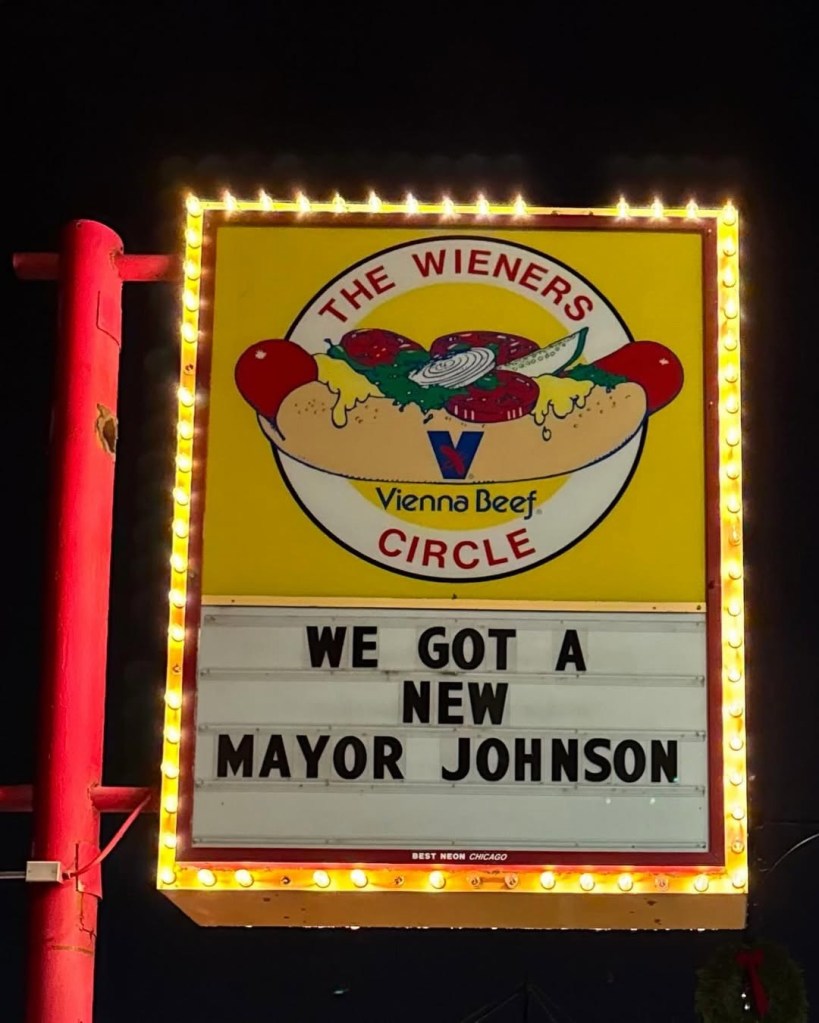 THE WIENERS
V
Vienna Beef
CIRCLE
WE GOT A
NEW
MAYOR JOHNSON
BEST NEON CHICAGO